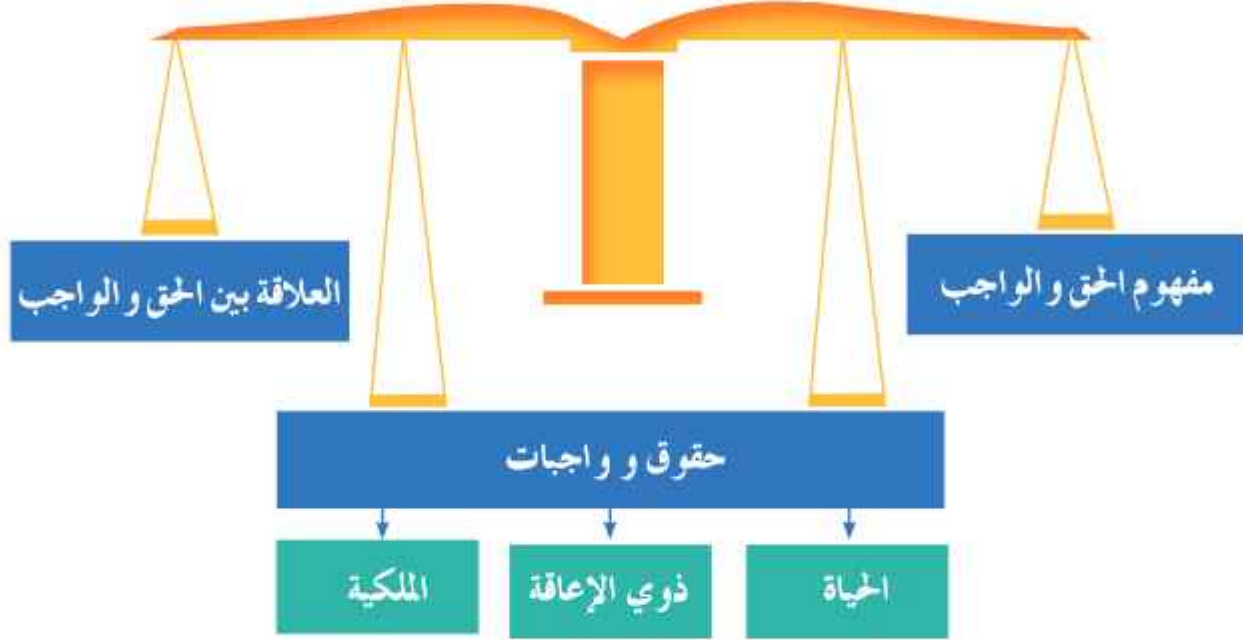 مفهوم الحق و الواجب
العلاقة بين الحق و الواجب
حقوق و واجبات
الحياة
ذوي الإعاقة
الملكية